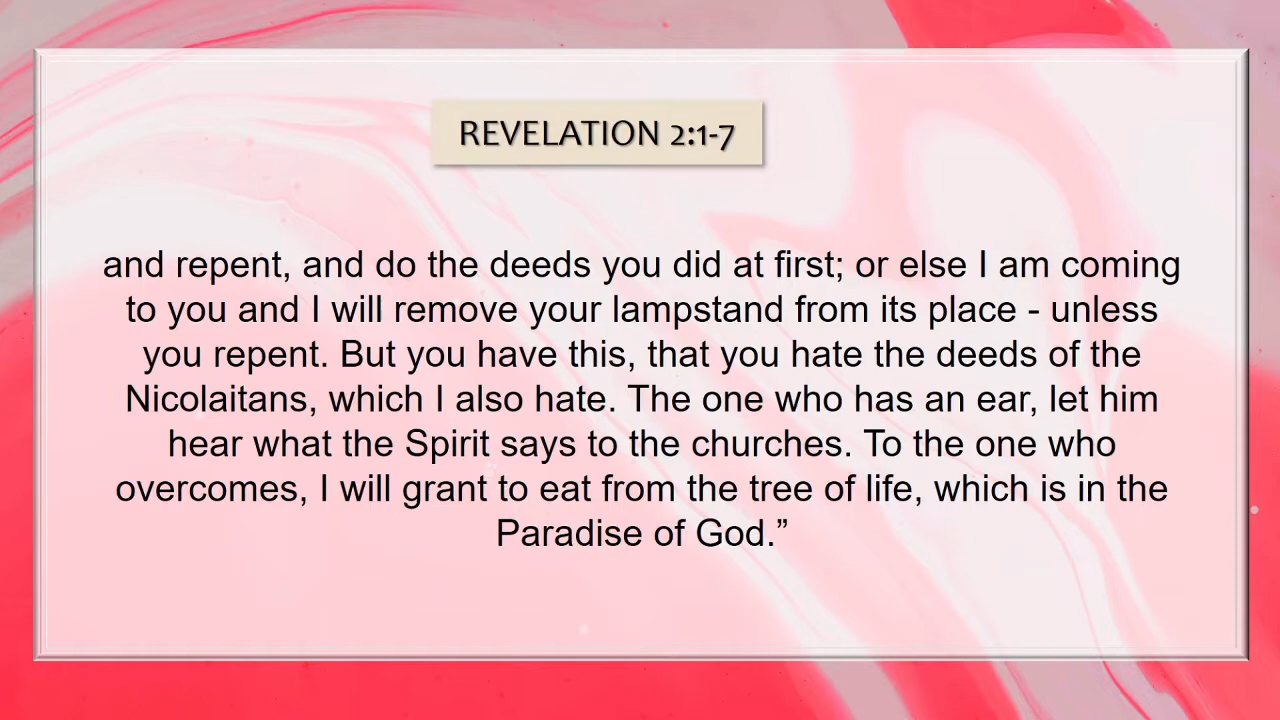 REVELATION 2:1-7
and repent, and do the deeds you did at first; or else I am coming
to you and I will remove your lampstand from its place - unless
you repent. But you have this, that you hate the deeds of the
Nicolaitans, which I also hate. The one who has an ear, let him
hear what the Spirit says to the churches. To the one who
overcomes, I will grant to eat from the tree of life, which is in the
Paradise of God.”